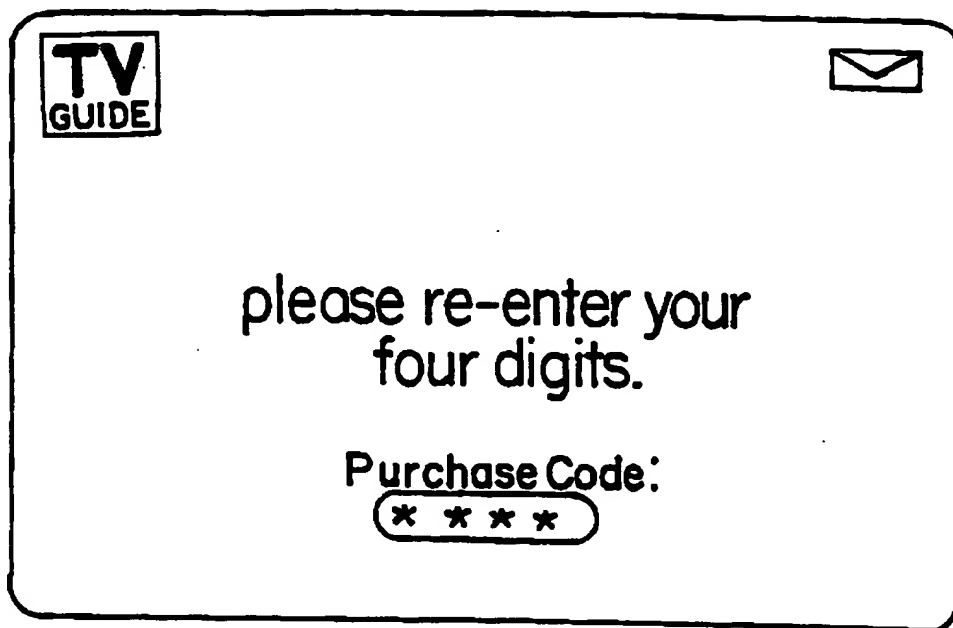 TV
GUIDE
please re-enter your
four digits.
Purchase Code:
* * * *